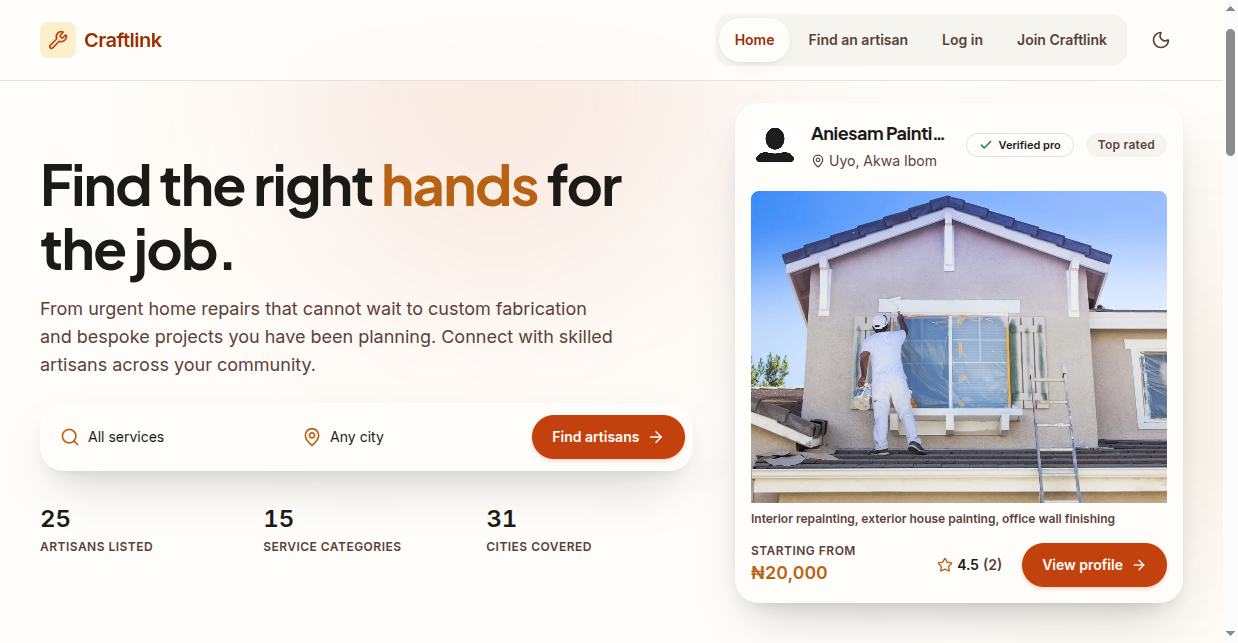 Craftlink
Home
Find an artisan
Log in
Join Craftlink
Find the right hands for
the job.
From urgent home repairs that cannot wait to custom fabrication
and bespoke projects you have been planning. Connect with skilled
artisans across your community.
All services
Any city
Find artisans
25
ARTISANS LISTED
15
SERVICE CATEGORIES
31
CITIES COVERED
Aniesam Painti...
Uyo, Akwa Ibom
Verified pro
Top rated
Interior repainting, exterior house painting, office wall finishing
STARTING FROM
₦20,000
4.5 (2)
View profile